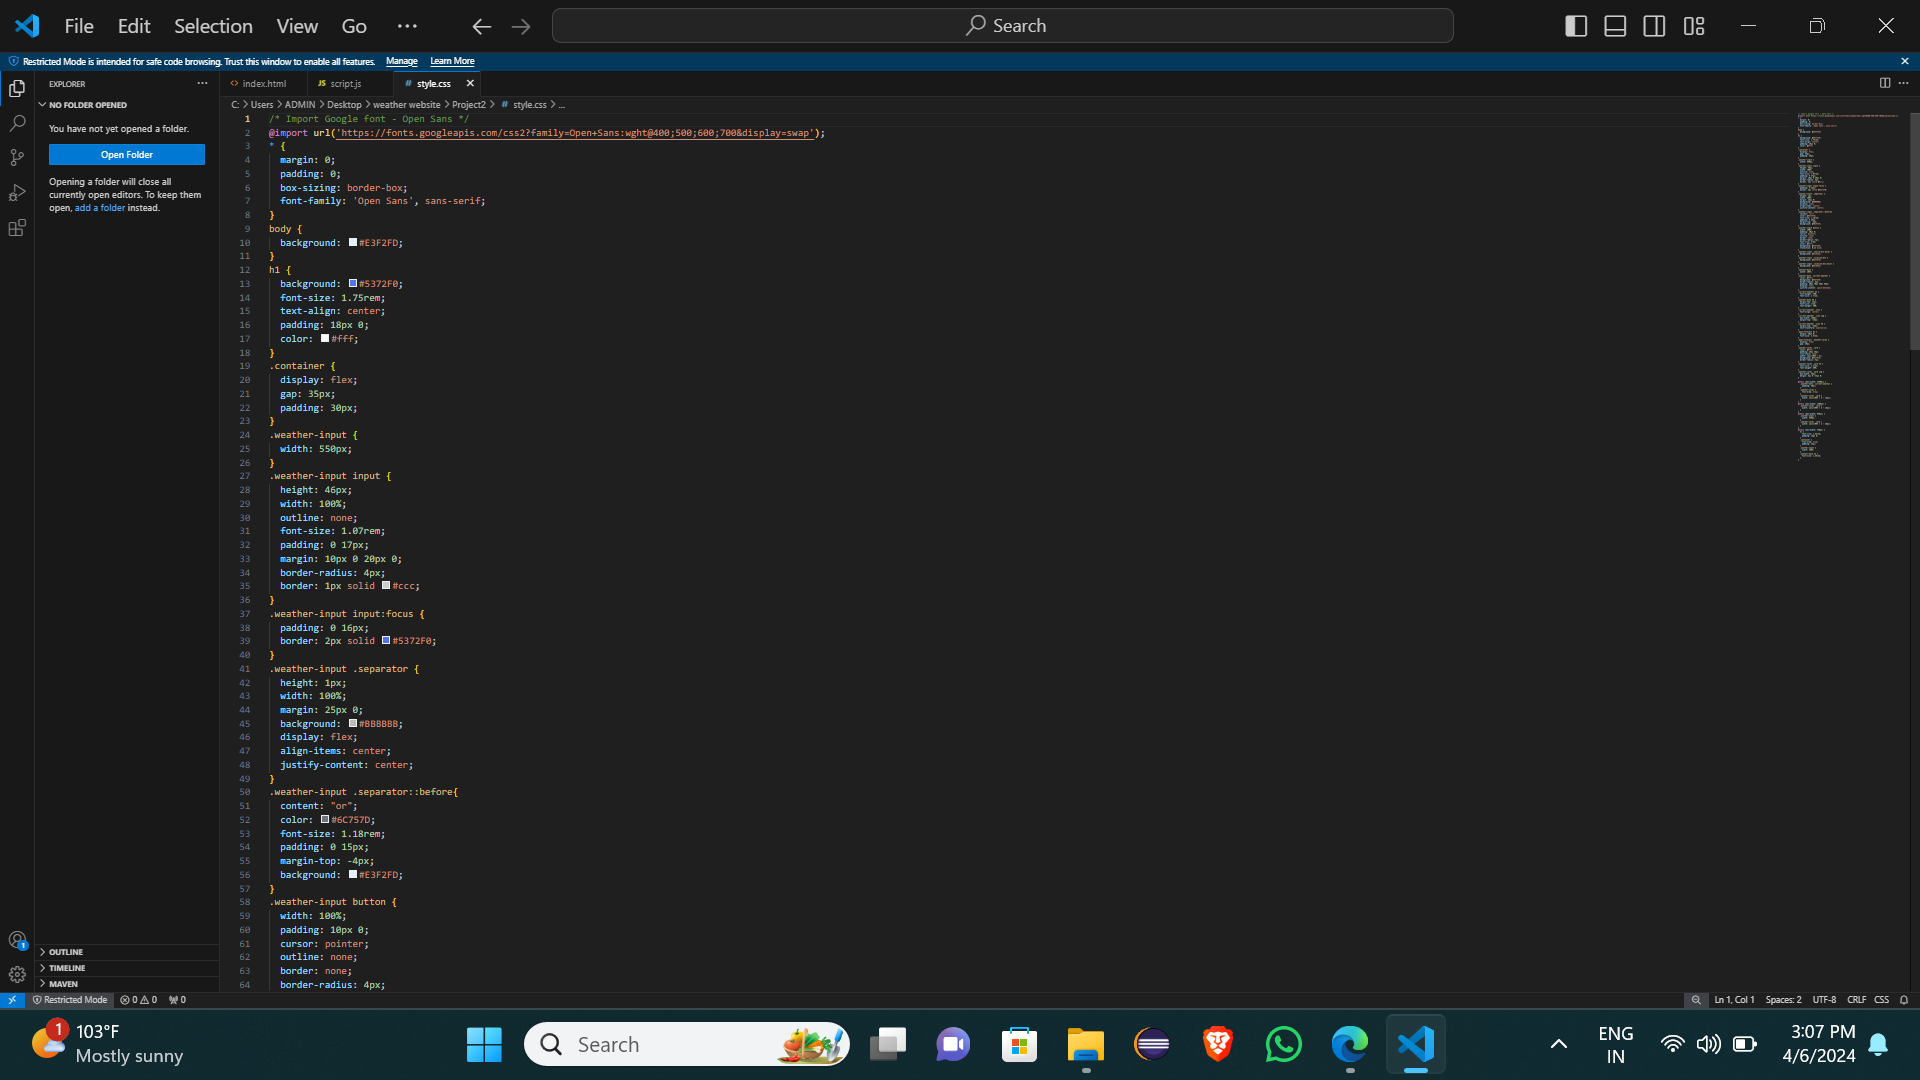 File Edit Selection View Go ··· Search
Restricted Mode is intended for safe code browsing. Trust this window to enable all features. Manage Learn More
EXPLORER ···
index.html
JS script.js
# style.css
NO FOLDER OPENED
You have not yet opened a folder.
Open Folder
Opening a folder will close all
currently open editors. To keep them
open, add a folder instead.
C: > Users > ADMIN > Desktop > weather website > Project2 > # style.css > ...
1 /* Import Google font - Open Sans */
2 @import url('https://fonts.googleapis.com/css2?family=Open+Sans:wght@400;500;600;700&display=swap');
3 * {
4 margin: 0;
5 padding: 0;
6 box-sizing: border-box;
7 font-family: 'Open Sans', sans-serif;
8 }
9 body {
10 background: #E3F2FD;
11 }
12 h1 {
13 background: #5372F0;
14 font-size: 1.75rem;
15 text-align: center;
16 padding: 18px 0;
17 color: #fff;
18 }
19 .container {
20 display: flex;
21 gap: 35px;
22 padding: 30px;
23 }
24 .weather-input {
25 width: 550px;
26 }
27 .weather-input input {
28 height: 46px;
29 width: 100%;
30 outline: none;
31 font-size: 1.07rem;
32 padding: 0 17px;
33 margin: 10px 0 20px 0;
34 border-radius: 4px;
35 border: 1px solid #ccc;
36 }
37 .weather-input input:focus {
38 padding: 0 16px;
39 border: 2px solid #5372F0;
40 }
41 .weather-input .separator {
42 height: 1px;
43 width: 100%;
44 margin: 25px 0;
45 background: #BBBBBB;
46 display: flex;
47 align-items: center;
48 justify-content: center;
49 }
50 .weather-input .separator::before{
51 content: "or";
52 color: #6C757D;
53 font-size: 1.18rem;
54 padding: 0 15px;
55 margin-top: -4px;
56 background: #E3F2FD;
57 }
58 .weather-input button {
59 width: 100%;
60 padding: 10px 0;
61 cursor: pointer;
62 outline: none;
63 border: none;
64 border-radius: 4px;
1
OUTLINE
TIMELINE
MAVEN
Restricted Mode 0 0 0
Ln 1, Col 1 Spaces: 2 UTF-8 CRLF CSS
1
103°F
Mostly sunny
Search
ENG
IN
3:07 PM
4/6/2024